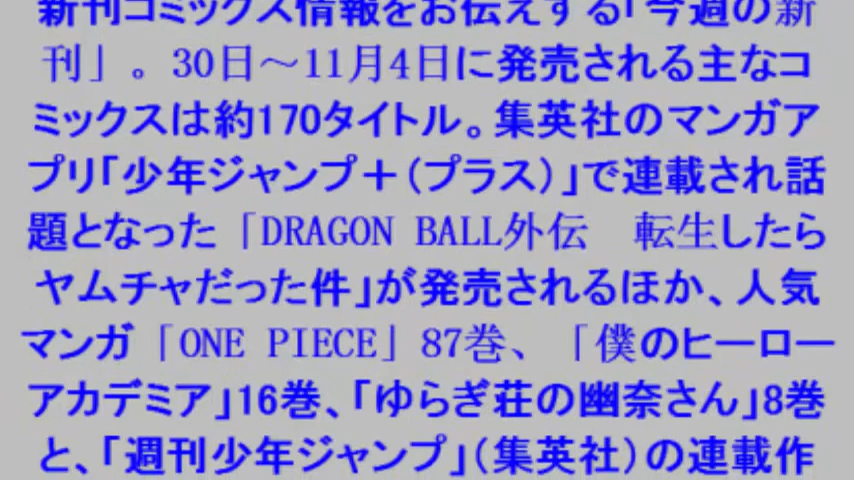 新刊コミックス情報をお伝えする「今週の新
刊」。30日～11月4日に発売される主なコ
ミックスは約170タイトル。集英社のマンガア
プリ「少年ジャンプ＋（プラス）」で連載され話
題となった「DRAGON BALL外伝　転生したら
ヤムチャだった件」が発売されるほか、人気
マンガ「ONE PIECE」87巻、「僕のヒーロー
アカデミア」16巻、「ゆらぎ荘の幽奈さん」8巻
と、「週刊少年ジャンプ」（集英社）の連載作